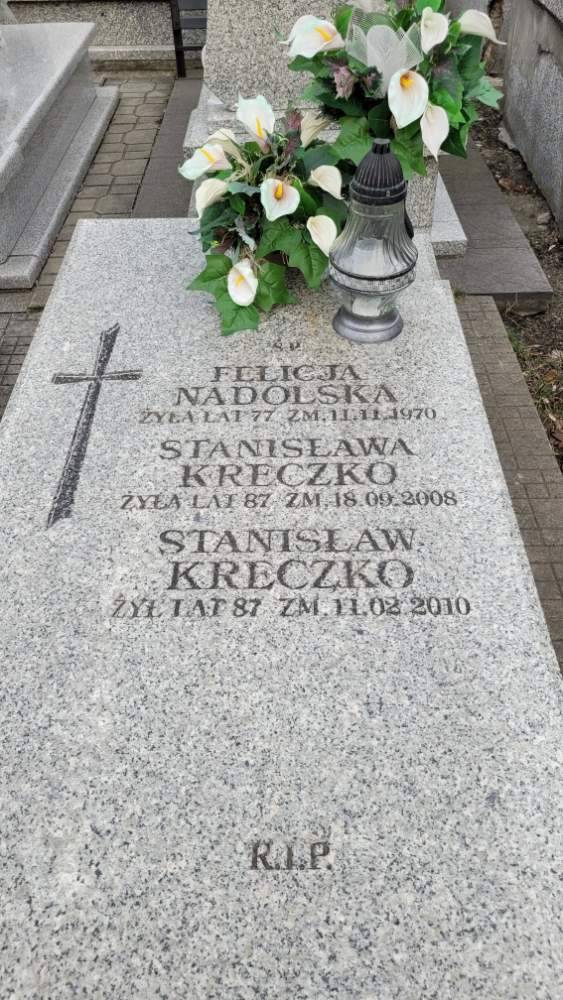 Ś.P.
FELICJA
NADOLSKA
ŻYŁA LAT 77 ZM.11.11.1970
STANISŁAWA
KRECZKO
ŻYŁA LAT 87 ZM.18.09.2008
STANISŁAW
KRECZKO
ŻYŁ LAT 87 ZM.11.02.2010
R.I.P.